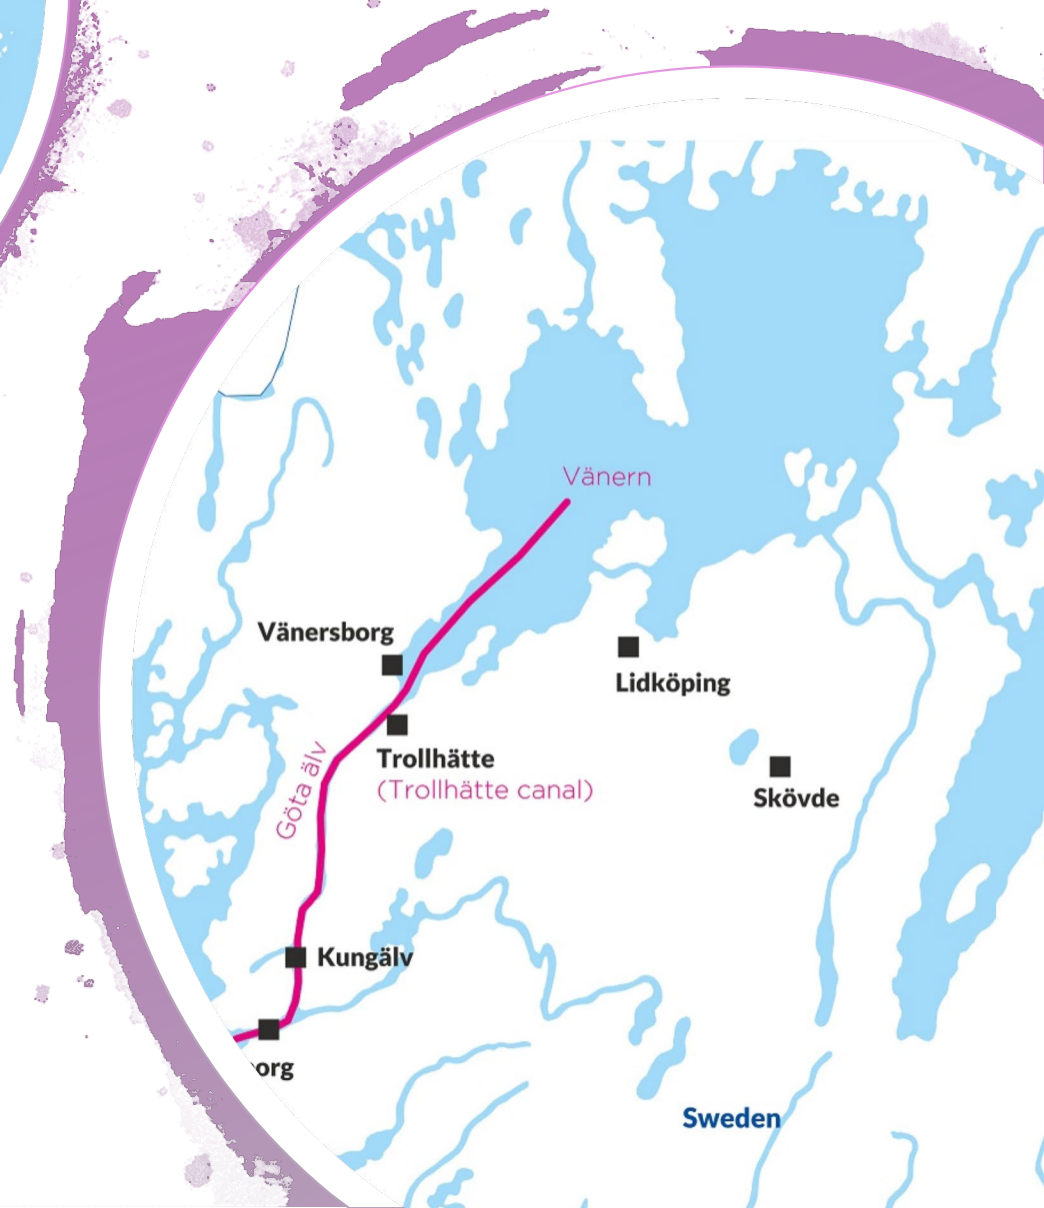 Vänern
Vänersborg
Lidköping
Trollhätte
(Trollhätte canal)
Göta älv
Skövde
Kungälv
org
Sweden